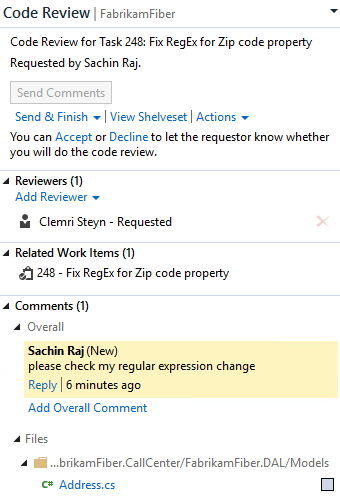 Code Review | FabrikamFiber
Code Review for Task 248: Fix RegEx for Zip code property
Requested by Sachin Raj.
Send Comments
Send & Finish | View Shelveset | Actions
You can Accept or Decline to let the requestor know whether
you will do the code review.
Reviewers (1)
Add Reviewer
Clemri Steyn - Requested
Related Work Items (1)
248 - Fix RegEx for Zip code property
Comments (1)
Overall
Sachin Raj (New)
please check my regular expression change
Reply | 6 minutes ago
Add Overall Comment
Files
...brikamFiber.CallCenter/FabrikamFiber.DAL/Models
C# Address.cs